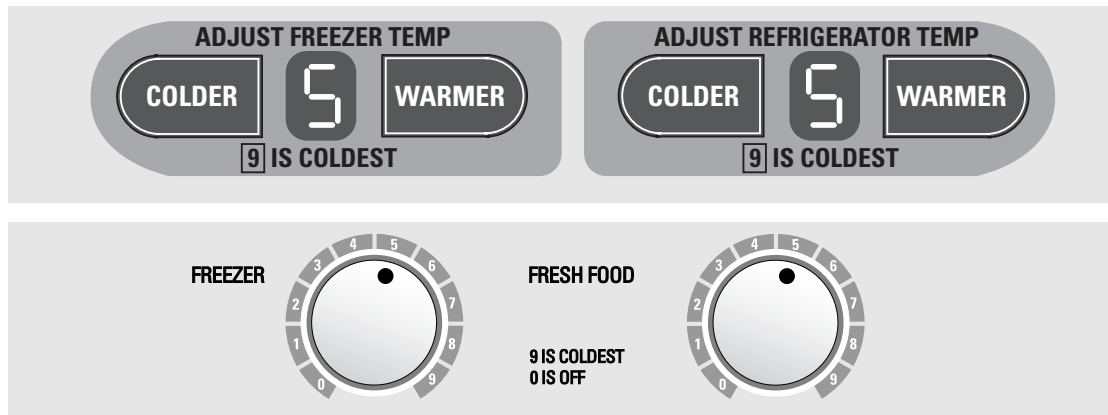 ADJUST FREEZER TEMP
COLDER 5 WARMER
9 IS COLDEST
ADJUST REFRIGERATOR TEMP
COLDER 5 WARMER
9 IS COLDEST
FREEZER
0 1 2 3 4 5 6 7 8 9
FRESH FOOD
9 IS COLDEST
0 IS OFF
0 1 2 3 4 5 6 7 8 9